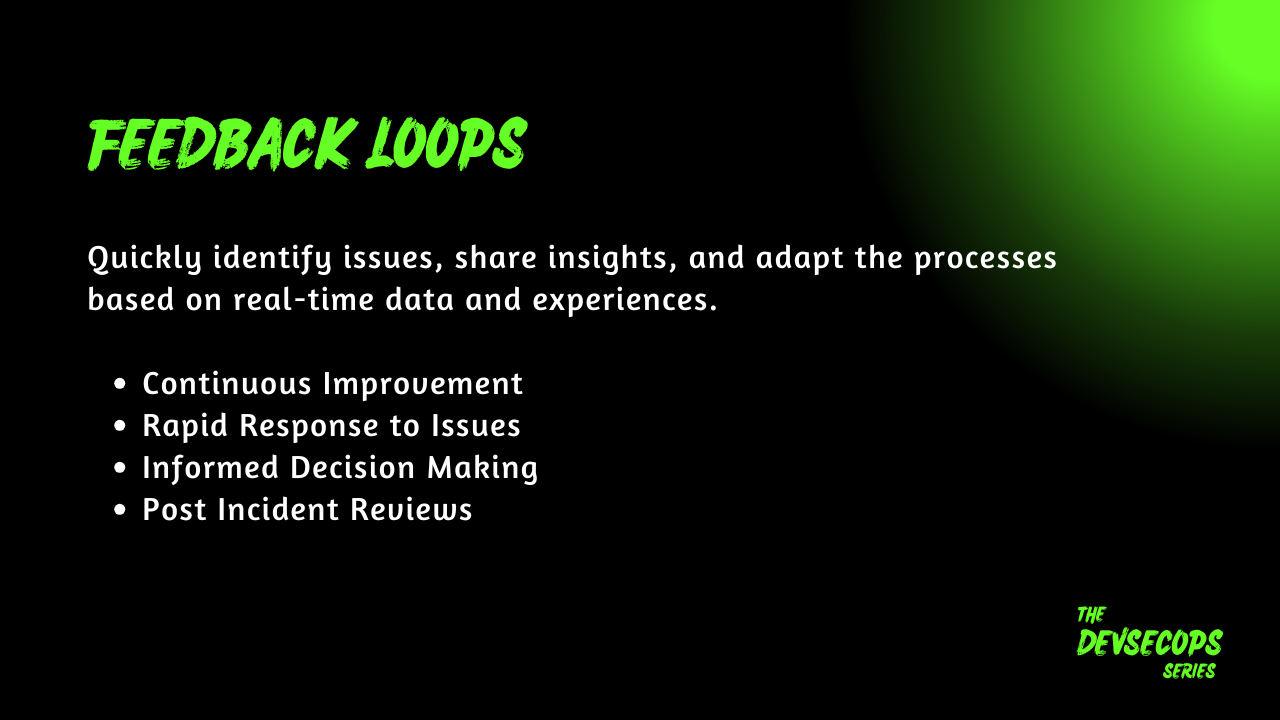 FEEDBACK LOOPS
Quickly identify issues, share insights, and adapt the processes
based on real-time data and experiences.
• Continuous Improvement
• Rapid Response to Issues
• Informed Decision Making
• Post Incident Reviews
THE
DEVSECOPS
SERIES